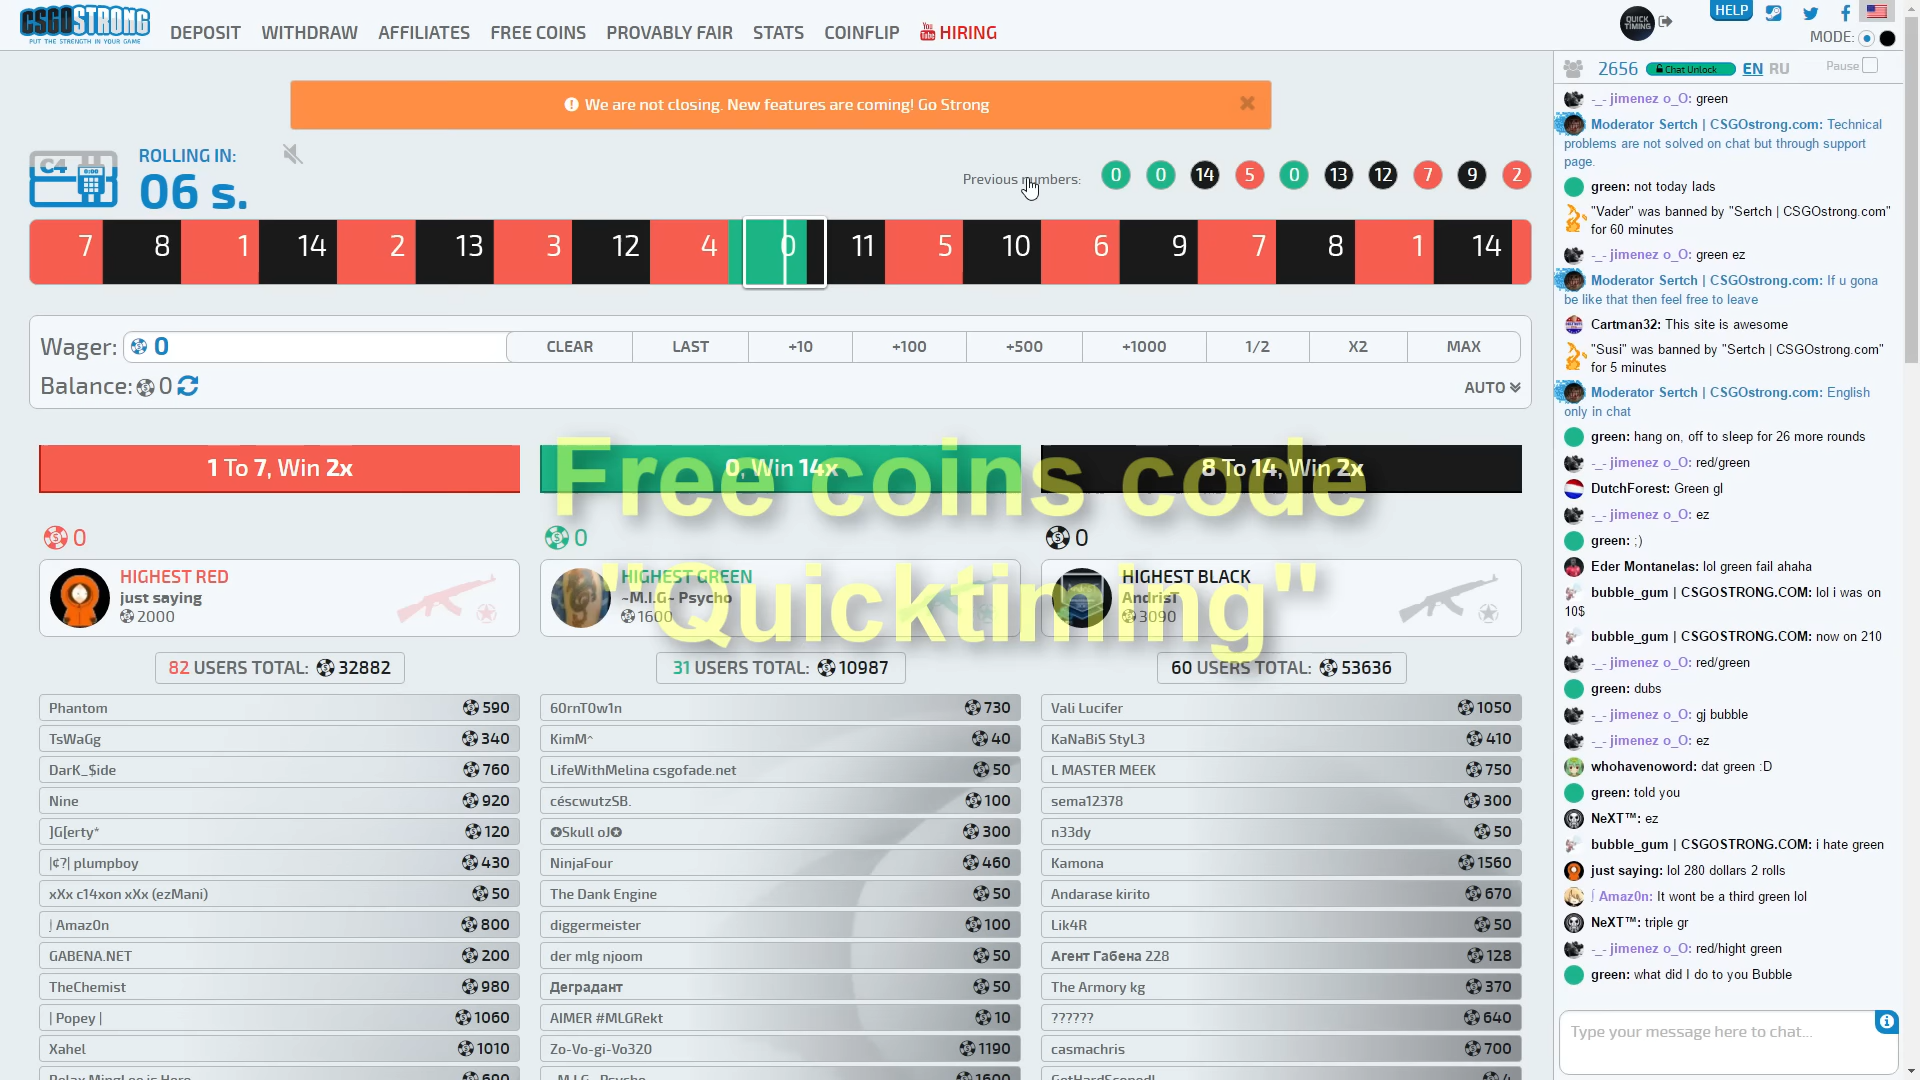 CSGOSTRONG
PUT THE STRENGTH IN YOUR GAME
DEPOSIT WITHDRAW AFFILIATES FREE COINS PROVABLY FAIR STATS COINFLIP You Tube HIRING
QUICK TIMING
HELP
MODE:
We are not closing. New features are coming! Go Strong
C4
ROLLING IN:
06 s.
Previous numbers: 0 0 14 5 0 13 12 7 9 2
7 8 1 14 2 13 3 12 4 0 11 5 10 6 9 7 8 1 14
Wager: 0 CLEAR LAST +10 +100 +500 +1000 1/2 X2 MAX
Balance: 0 AUTO
1 To 7, Win 2x
0, Win 14x
8 To 14, Win 2x
Free coins code
"Quicktiming"
0
0
0
HIGHEST RED
just saying
2000
HIGHEST GREEN
~M.I.G~ Psycho
1600
HIGHEST BLACK
AndrisT
3090
82 USERS TOTAL: 32882
31 USERS TOTAL: 10987
60 USERS TOTAL: 53636
Phantom 590
TsWaGg 340
DarK_$ide 760
Nine 920
]G[erty* 120
|¢?| plumpboy 430
xXx c14xon xXx (ezMani) 50
⌡Amaz0n 800
GABENA.NET 200
TheChemist 980
| Popey | 1060
Xahel 1010
60rnT0w1n 730
KimM^ 40
LifeWithMelina csgofade.net 50
céscwutzSB. 100
✪Skull oJ✪ 300
NinjaFour 460
The Dank Engine 50
diggermeister 100
der mlg njoom 50
Деградант 50
AIMER #MLGRekt 10
Zo-Vo-gi-Vo320 1190
Vali Lucifer 1050
KaNaBiS StyL3 410
L MASTER MEEK 750
sema12378 300
n33dy 50
Kamona 1560
Andarase kirito 670
Lik4R 50
Агент Габена 228 128
The Armory kg 370
?????? 640
casmachris 700
2656 Chat Unlock EN RU Pause
-_- jimenez o_O: green
Moderator Sertch | CSGOstrong.com: Technical
problems are not solved on chat but through support
page.
green: not today lads
"Vader" was banned by "Sertch | CSGOstrong.com"
for 60 minutes
-_- jimenez o_O: green ez
Moderator Sertch | CSGOstrong.com: If u gona
be like that then feel free to leave
Cartman32: This site is awesome
"Susi" was banned by "Sertch | CSGOstrong.com"
for 5 minutes
Moderator Sertch | CSGOstrong.com: English
only in chat
green: hang on, off to sleep for 26 more rounds
-_- jimenez o_O: red/green
DutchForest: Green gl
-_- jimenez o_O: ez
green: ;)
Eder Montanelas: lol green fail ahaha
bubble_gum | CSGOSTRONG.COM: lol i was on
10$
bubble_gum | CSGOSTRONG.COM: now on 210
-_- jimenez o_O: red/green
green: dubs
-_- jimenez o_O: gj bubble
-_- jimenez o_O: ez
whohavenoword: dat green :D
green: told you
NeXT™: ez
bubble_gum | CSGOSTRONG.COM: i hate green
just saying: lol 280 dollars 2 rolls
⌡Amaz0n: It wont be a third green lol
NeXT™: triple gr
-_- jimenez o_O: red/hight green
green: what did I do to you Bubble
Type your message here to chat...